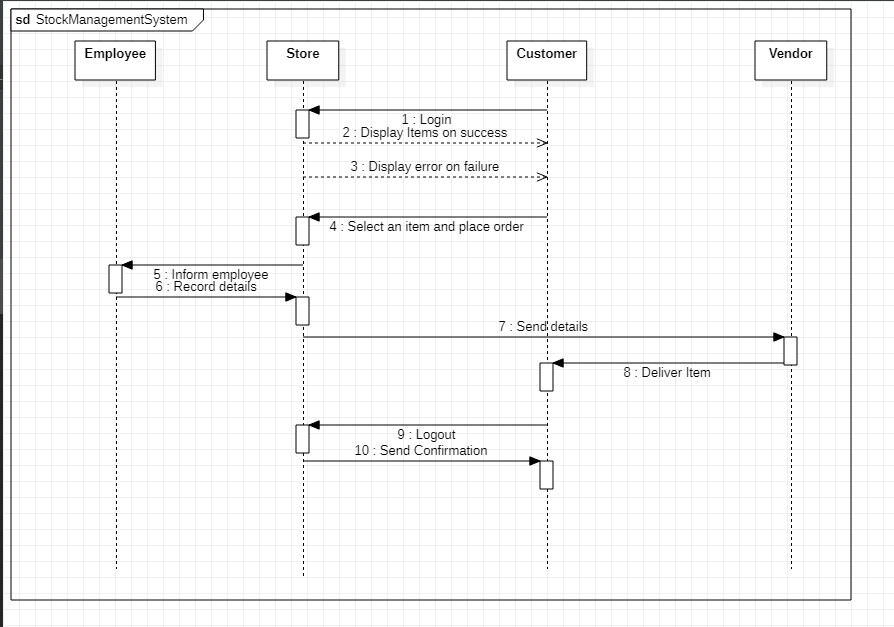 sd StockManagementSystem
Employee
Store
Customer
Vendor
1 : Login
2 : Display Items on success
3 : Display error on failure
4 : Select an item and place order
5 : Inform employee
6 : Record details
7 : Send details
8 : Deliver Item
9 : Logout
10 : Send Confirmation